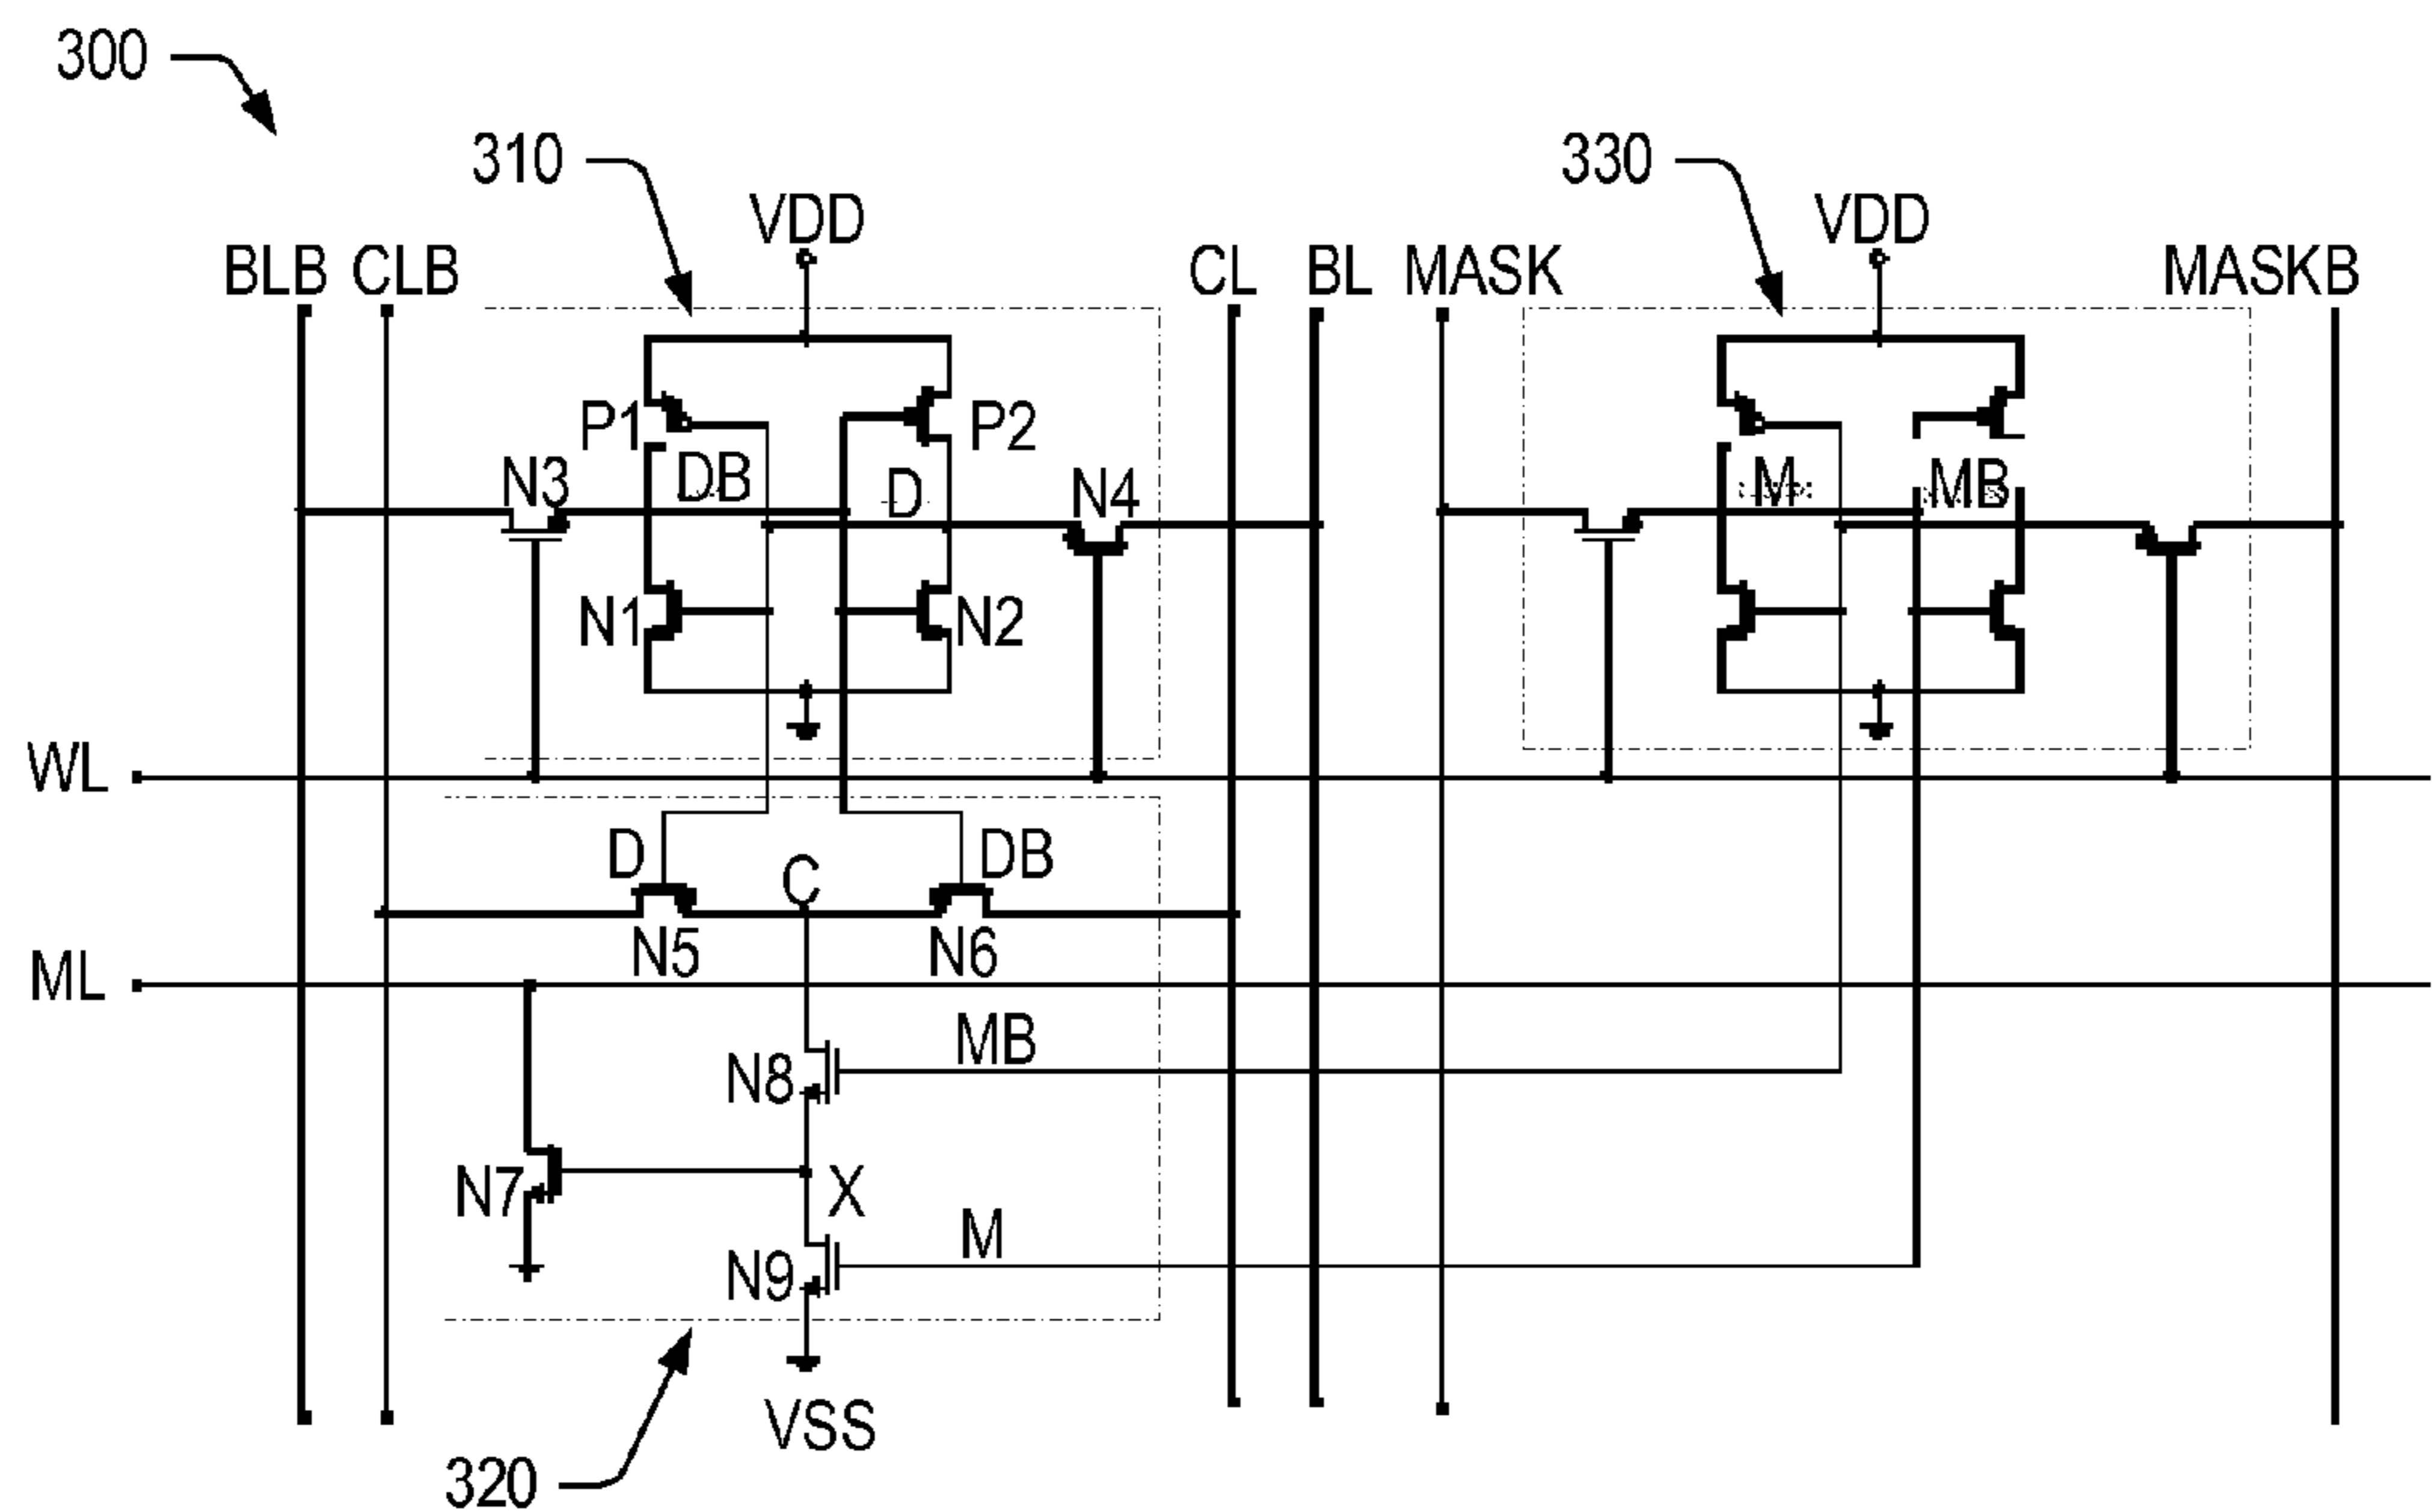 300
310
330
VDD
VDD
BLB CLB CL BL MASK MASKB
P1 P2
N3 DB D N4 M MB
N1 N2
WL
D C DB
N5 N6
ML
MB
N8
N7 X
M
N9
VSS
320